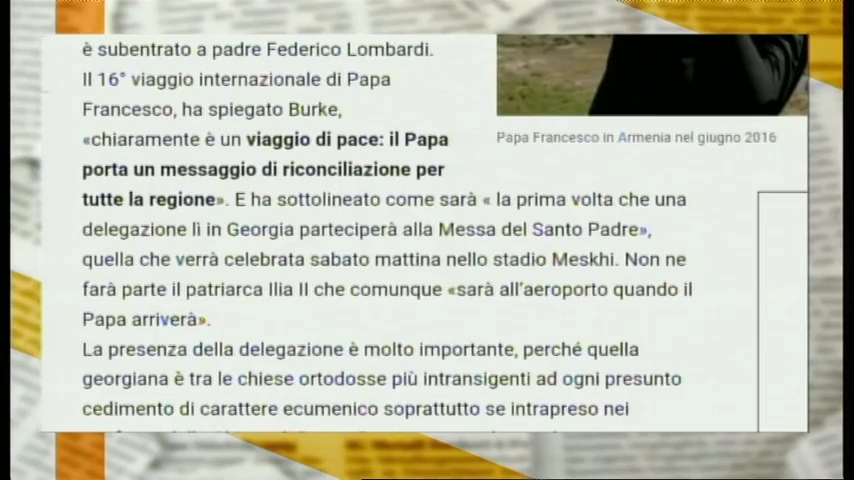 è subentrato a padre Federico Lombardi.
Il 16° viaggio internazionale di Papa
Francesco, ha spiegato Burke,
«chiaramente è un viaggio di pace: il Papa
porta un messaggio di riconciliazione per
tutte la regione». E ha sottolineato come sarà « la prima volta che una
delegazione lì in Georgia parteciperà alla Messa del Santo Padre»,
quella che verrà celebrata sabato mattina nello stadio Meskhi. Non ne
farà parte il patriarca Ilia II che comunque «sarà all'aeroporto quando il
Papa arriverà».
La presenza della delegazione è molto importante, perché quella
georgiana è tra le chiese ortodosse più intransigenti ad ogni presunto
cedimento di carattere ecumenico soprattutto se intrapreso nei
Papa Francesco in Armenia nel giugno 2016